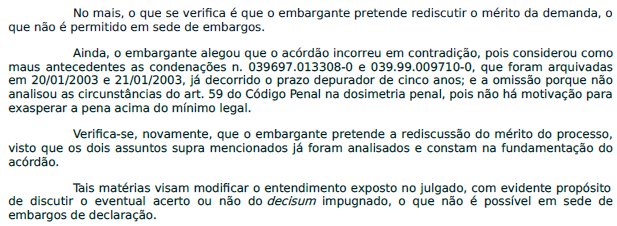 No mais, o que se verifica é que o embargante pretende rediscutir o mérito da demanda, o
que não é permitido em sede de embargos.
Ainda, o embargante alegou que o acórdão incorreu em contradição, pois considerou como
maus antecedentes as condenações n. 039697.013308-0 e 039.99.009710-0, que foram arquivadas
em 20/01/2003 e 21/01/2003, já decorrido o prazo depurador de cinco anos; e a omissão porque não
analisou as circunstâncias do art. 59 do Código Penal na dosimetria penal, pois não há motivação para
exasperar a pena acima do mínimo legal.
Verifica-se, novamente, que o embargante pretende a rediscussão do mérito do processo,
visto que os dois assuntos supra mencionados já foram analisados e constam na fundamentação do
acórdão.
Tais matérias visam modificar o entendimento exposto no julgado, com evidente propósito
de discutir o eventual acerto ou não do decisum impugnado, o que não é possível em sede de
embargos de declaração.